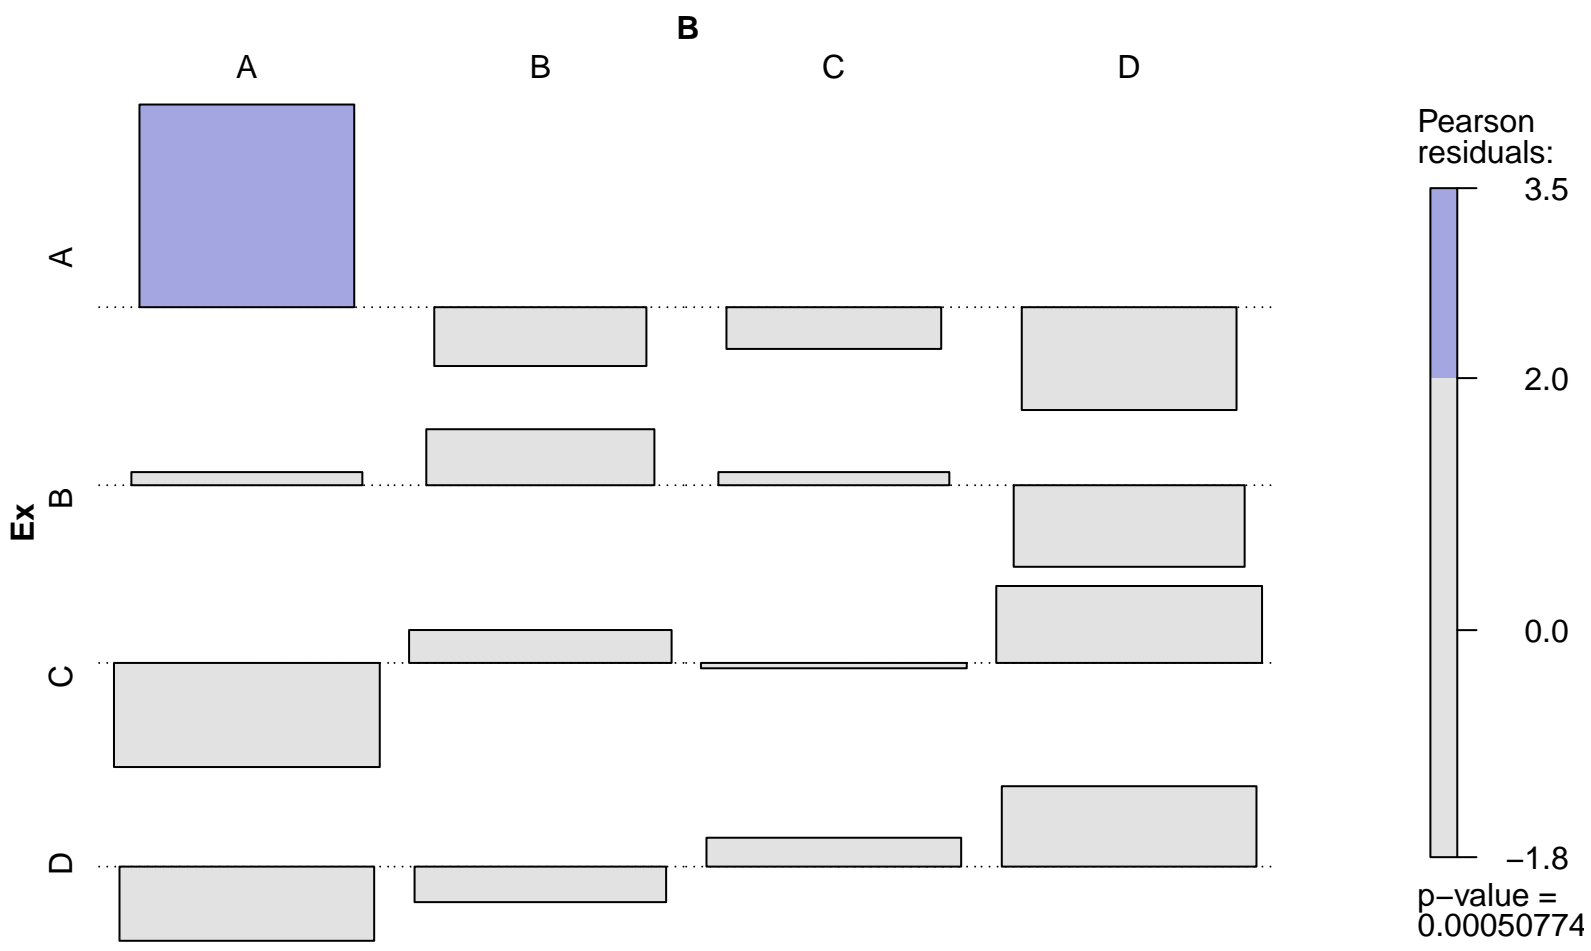 B
A B C D
A
B
C
D
Ex
Pearson
residuals:
3.5
2.0
0.0
−1.8
p−value =
0.00050774